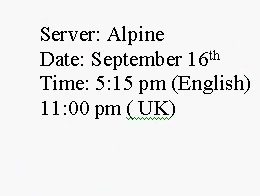 Server: Alpine
Date: September 16th
Time: 5:15 pm (English)
11:00 pm ( UK)